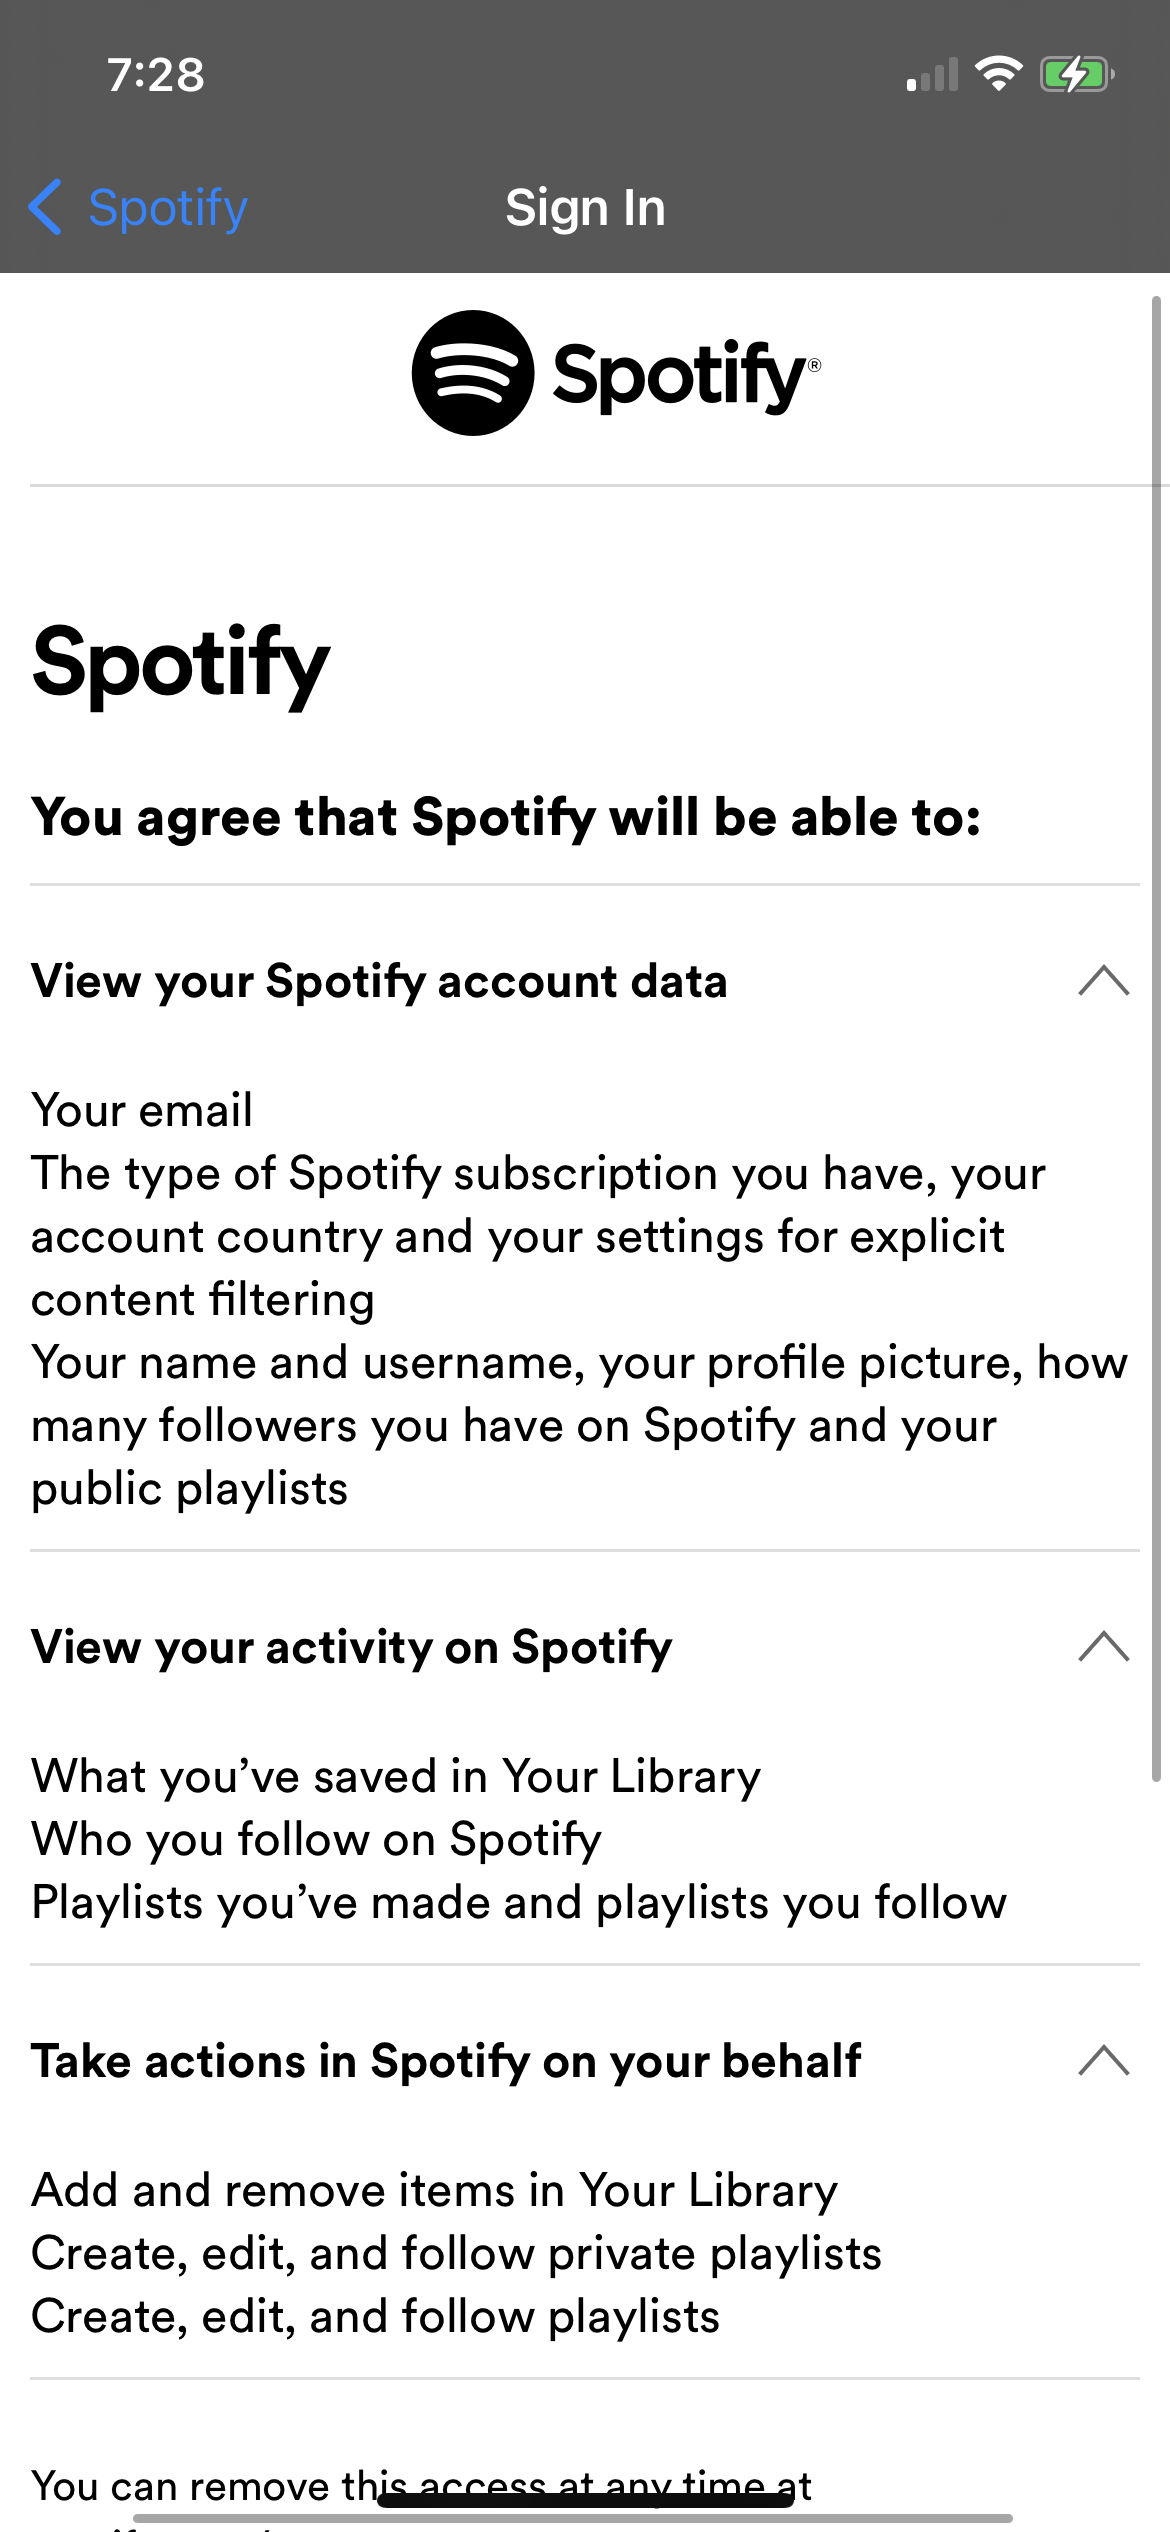 7:28
Spotify
Sign In
Spotify®
Spotify
You agree that Spotify will be able to:
View your Spotify account data
Your email
The type of Spotify subscription you have, your
account country and your settings for explicit
content filtering
Your name and username, your profile picture, how
many followers you have on Spotify and your
public playlists
View your activity on Spotify
What you’ve saved in Your Library
Who you follow on Spotify
Playlists you’ve made and playlists you follow
Take actions in Spotify on your behalf
Add and remove items in Your Library
Create, edit, and follow private playlists
Create, edit, and follow playlists
You can remove this access at any time at